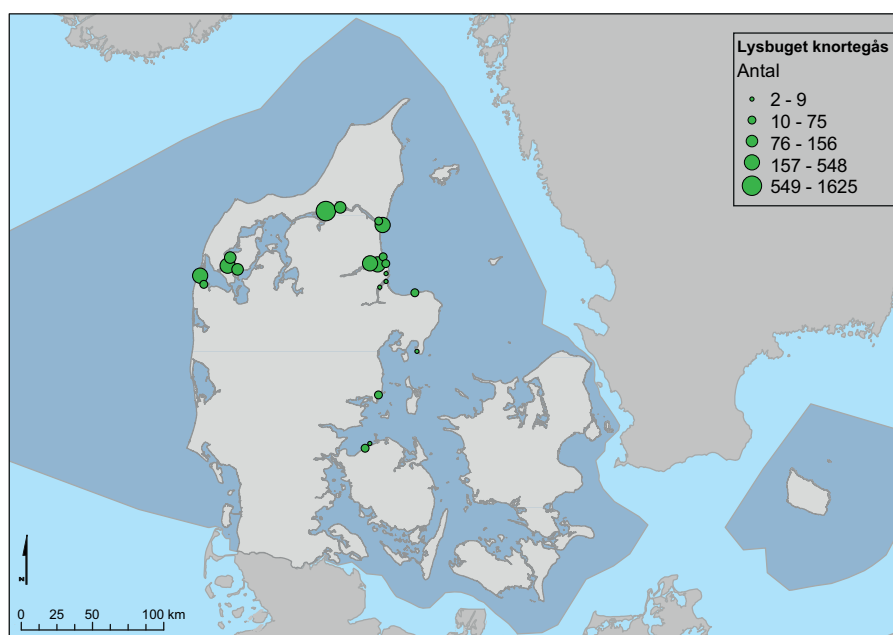 Lysbuget knortegås
Antal
2 - 9
10 - 75
76 - 156
157 - 548
549 - 1625
N
0 25 50 100 km